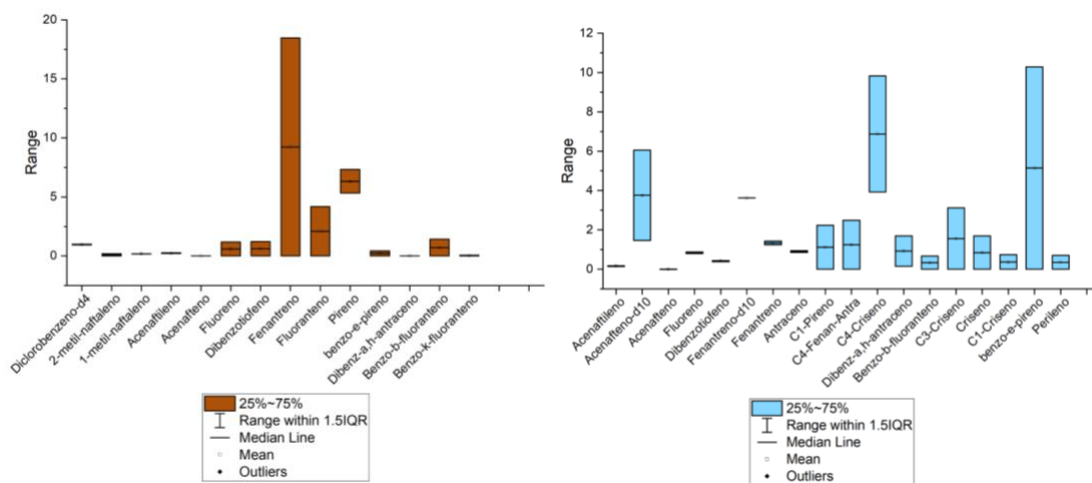 20
15
10
5
0
Range
Diclorobenzeno-d4
2-metil-naftaleno
1-metil-naftaleno
Acenaftileno
Acenafteno
Fluoreno
Dibenzotiofeno
Fenantreno
Fluoranteno
Pireno
benzo-e-pireno
Dibenz-a,h-antraceno
Benzo-b-fluoranteno
Benzo-k-fluoranteno
25%~75%
Range within 1.5IQR
Median Line
Mean
Outliers
12
10
8
6
4
2
0
Range
Acenaftileno
Acenafteno-d10
Acenafteno
Fluoreno
Dibenzotiofeno
Fenantreno-d10
Fenantreno
Antraceno
C1-Pireno
C4-Fenan-Antra
C4-Criseno
Dibenz-a,h-antraceno
Benzo-b-fluoranteno
C3-Criseno
Criseno
C1-Criseno
benzo-e-pireno
Perileno
25%~75%
Range within 1.5IQR
Median Line
Mean
Outliers